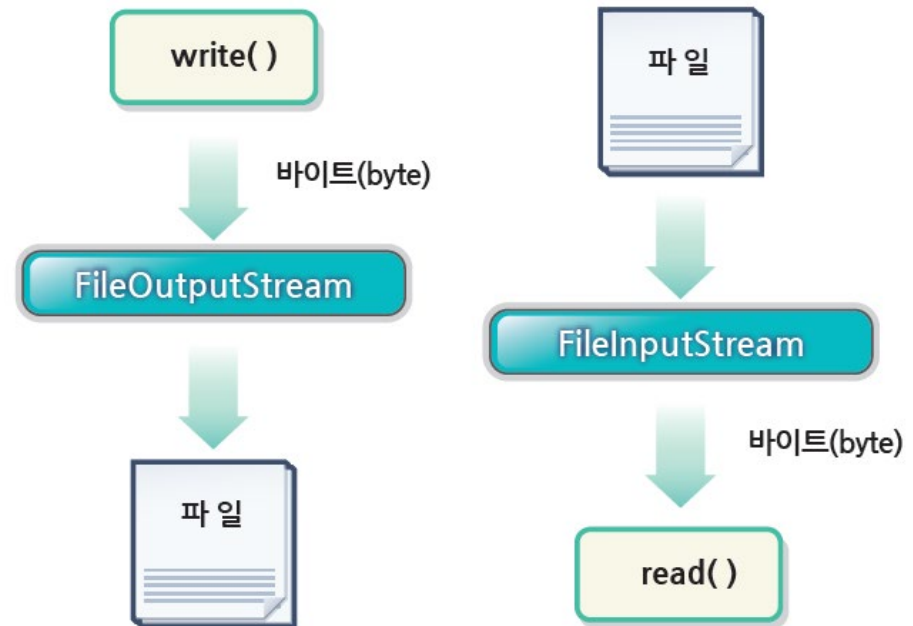 write( )
바이트(byte)
FileOutputStream
파 일
파 일
FileInputStream
바이트(byte)
read( )